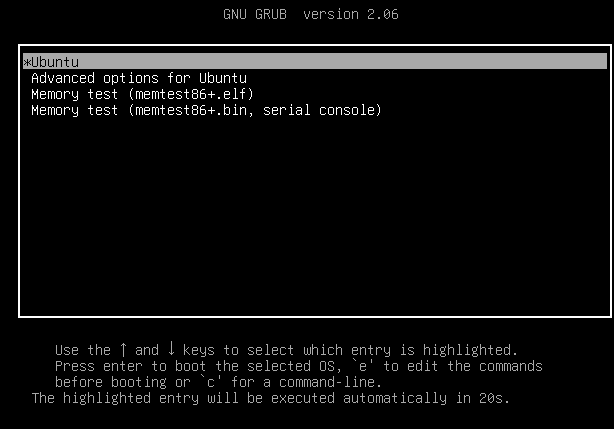 GNU GRUB  version 2.06
*Ubuntu
Advanced options for Ubuntu
Memory test (memtest86+.elf)
Memory test (memtest86+.bin, serial console)
Use the ↑ and ↓ keys to select which entry is highlighted.
Press enter to boot the selected OS, `e' to edit the commands
before booting or `c' for a command-line.
The highlighted entry will be executed automatically in 20s.